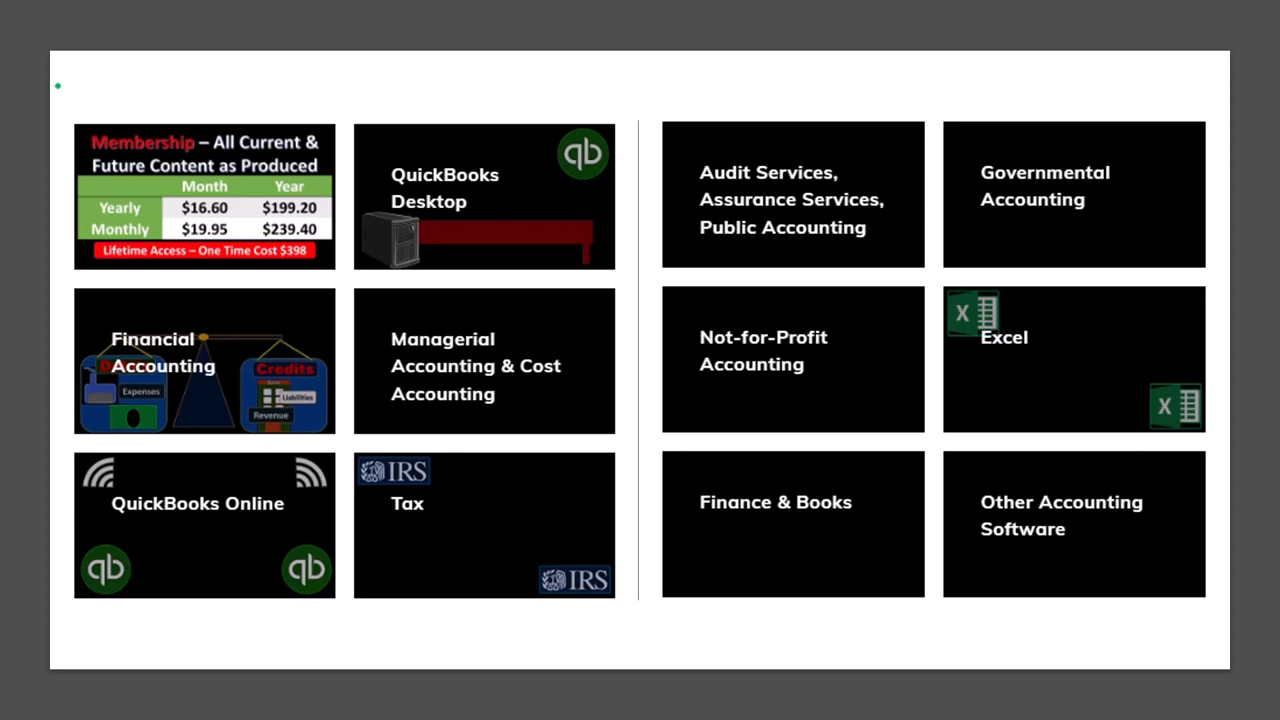 Membership – All Current &
Future Content as Produced
Month Year
Yearly $16.60 $199.20
Monthly $19.95 $239.40
Lifetime Access – One Time Cost $398
qb
QuickBooks
Desktop
Financial
Accounting
Credits
Expenses
Liabilities
Revenue
Managerial
Accounting & Cost
Accounting
QuickBooks Online
qb
qb
IRS
Tax
IRS
Audit Services,
Assurance Services,
Public Accounting
Governmental
Accounting
Not-for-Profit
Accounting
X
Excel
X
Finance & Books
Other Accounting
Software